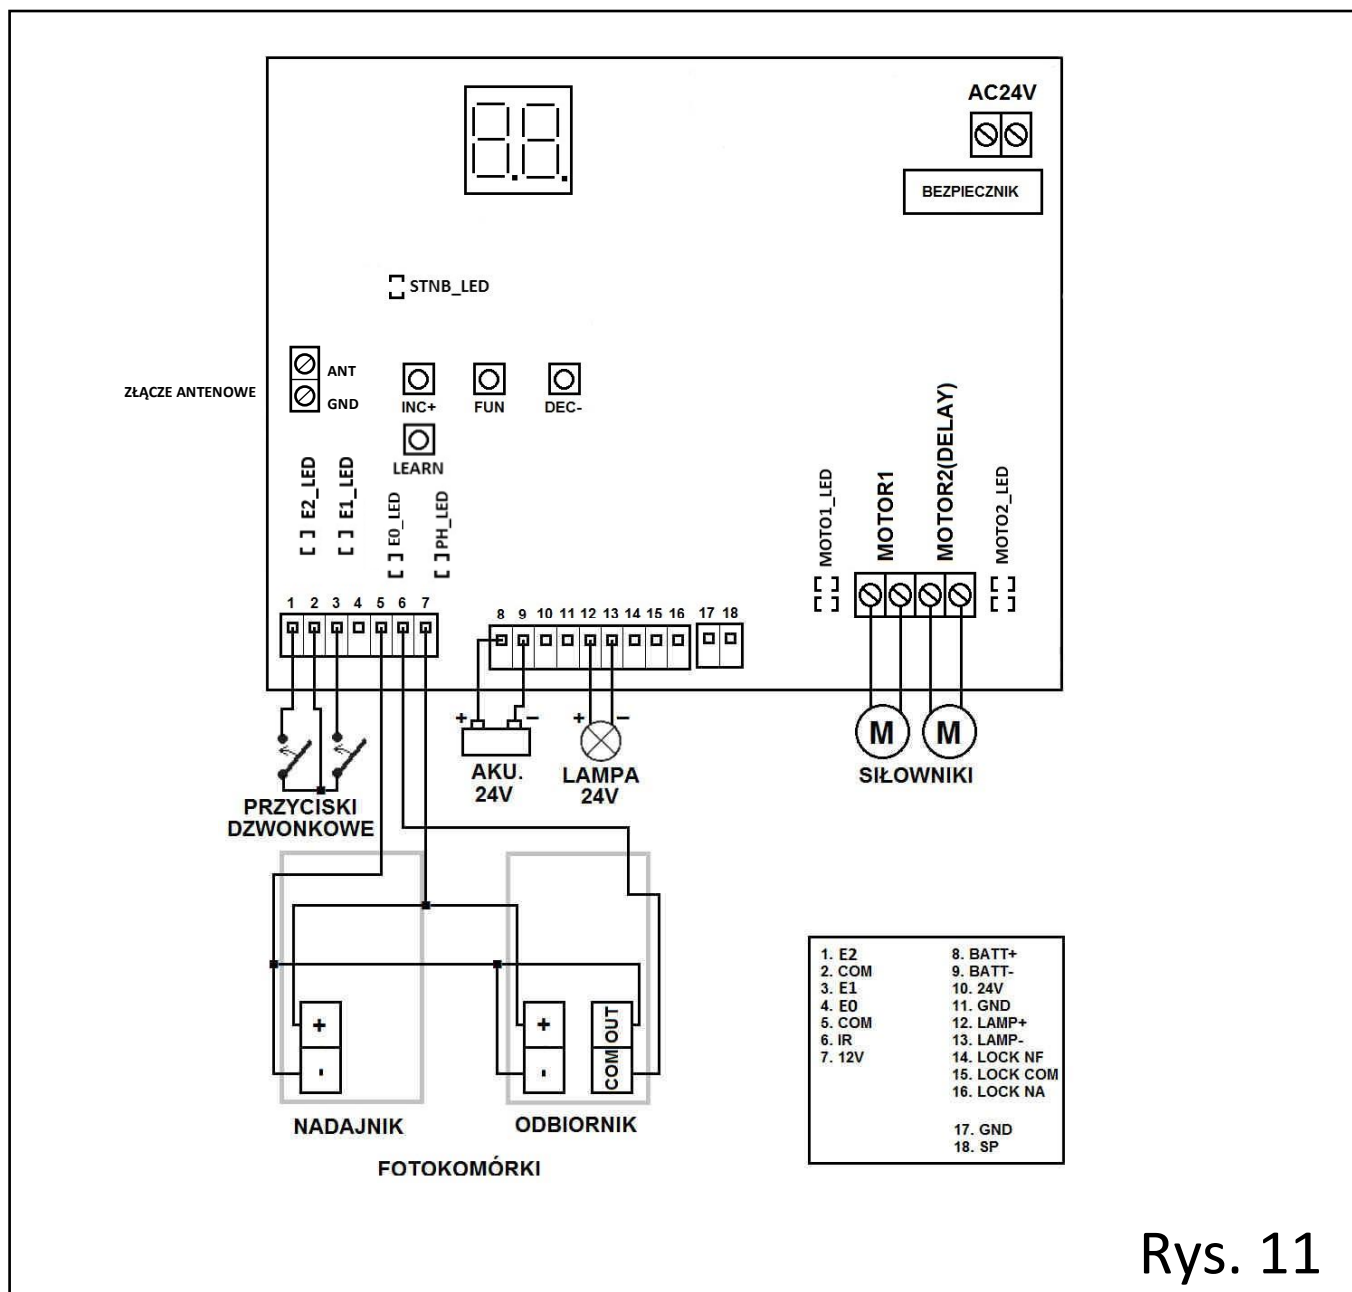 AC24V
BEZPIECZNIK
STNB_LED
ZŁĄCZE ANTENOWE
ANT
GND
INC+
FUN
DEC-
LEARN
E2_LED
E1_LED
E0_LED
PH_LED
MOTO1_LED
MOTOR1
MOTOR2(DELAY)
MOTO2_LED
1 2 3 4 5 6 7
8 9 10 11 12 13 14 15 16 17 18
+ −
+ −
M M
AKU.
24V
LAMPA
24V
SIŁOWNIKI
PRZYCISKI
DZWONKOWE
+
-
+
-
OUT
COM
NADAJNIK
ODBIORNIK
FOTOKOMÓRKI
1. E2
2. COM
3. E1
4. E0
5. COM
6. IR
7. 12V
8. BATT+
9. BATT-
10. 24V
11. GND
12. LAMP+
13. LAMP-
14. LOCK NF
15. LOCK COM
16. LOCK NA
17. GND
18. SP
Rys. 11